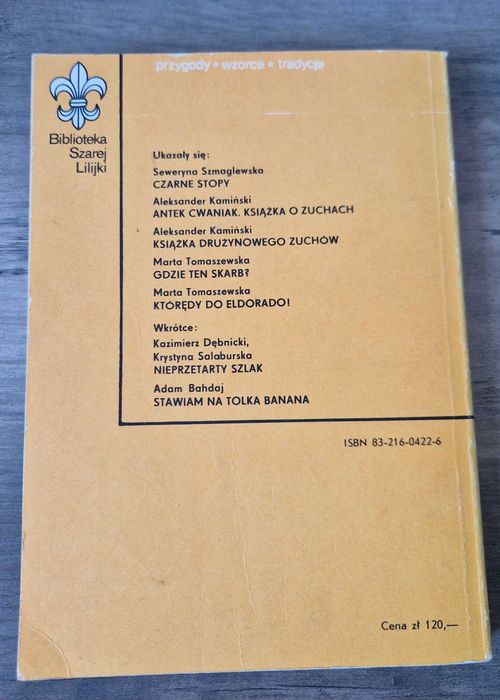 przygody • wzorce • tradycje
Biblioteka
Szarej
Lilijki
Ukazały się:
Seweryna Szmaglewska
CZARNE STOPY
Aleksander Kamiński
ANTEK CWANIAK. KSIĄŻKA O ZUCHACH
Aleksander Kamiński
KSIĄŻKA DRUŻYNOWEGO ZUCHÓW
Marta Tomaszewska
GDZIE TEN SKARB?
Marta Tomaszewska
KTÓRĘDY DO ELDORADO!
Wkrótce:
Kazimierz Dębnicki,
Krystyna Salaburska
NIEPRZETARTY SZLAK
Adam Bahdaj
STAWIAM NA TOLKA BANANA
ISBN 83-216-0422-6
Cena zł 120,—